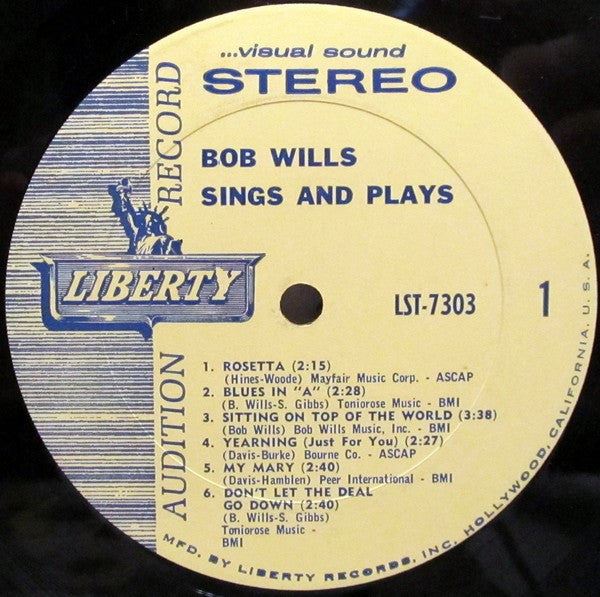 ...visual sound
STEREO
AUDITION RECORD
BOB WILLS
SINGS AND PLAYS
LIBERTY
LST-7303
1
1. ROSETTA (2:15)
(Hines-Woode) Mayfair Music Corp. - ASCAP
2. BLUES IN "A" (2:28)
(B. Wills-S. Gibbs) Toniorose Music - BMI
3. SITTING ON TOP OF THE WORLD (3:38)
(Bob Wills) Bob Wills Music, Inc. - BMI
4. YEARNING (Just For You) (2:27)
(Davis-Burke) Bourne Co. - ASCAP
5. MY MARY (2:40)
(Davis-Hamblen) Peer International - BMI
6. DON'T LET THE DEAL
GO DOWN (2:40)
(B. Wills-S. Gibbs)
Toniorose Music -
BMI
MFD. BY LIBERTY RECORDS, INC. HOLLYWOOD, CALIFORNIA, U. S. A.